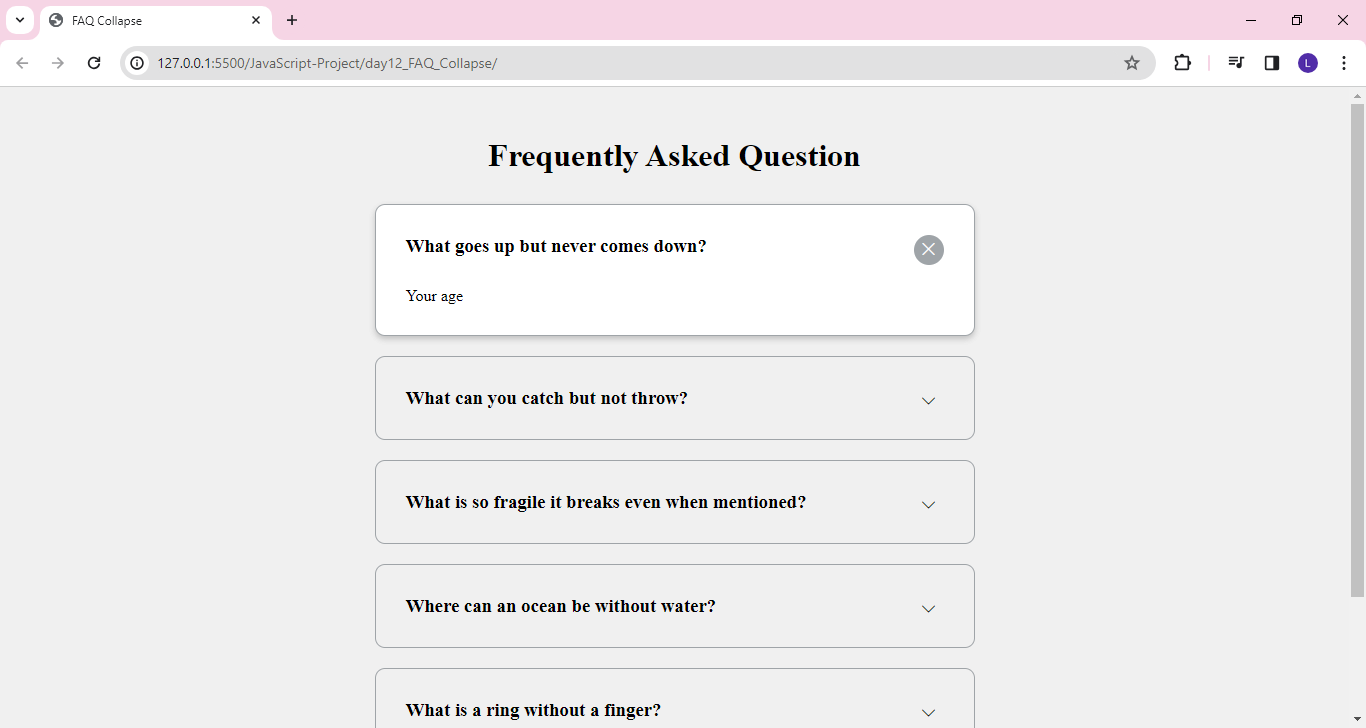 FAQ Collapse
127.0.0.1:5500/JavaScript-Project/day12_FAQ_Collapse/
L
Frequently Asked Question
What goes up but never comes down?
Your age
What can you catch but not throw?
What is so fragile it breaks even when mentioned?
Where can an ocean be without water?
What is a ring without a finger?